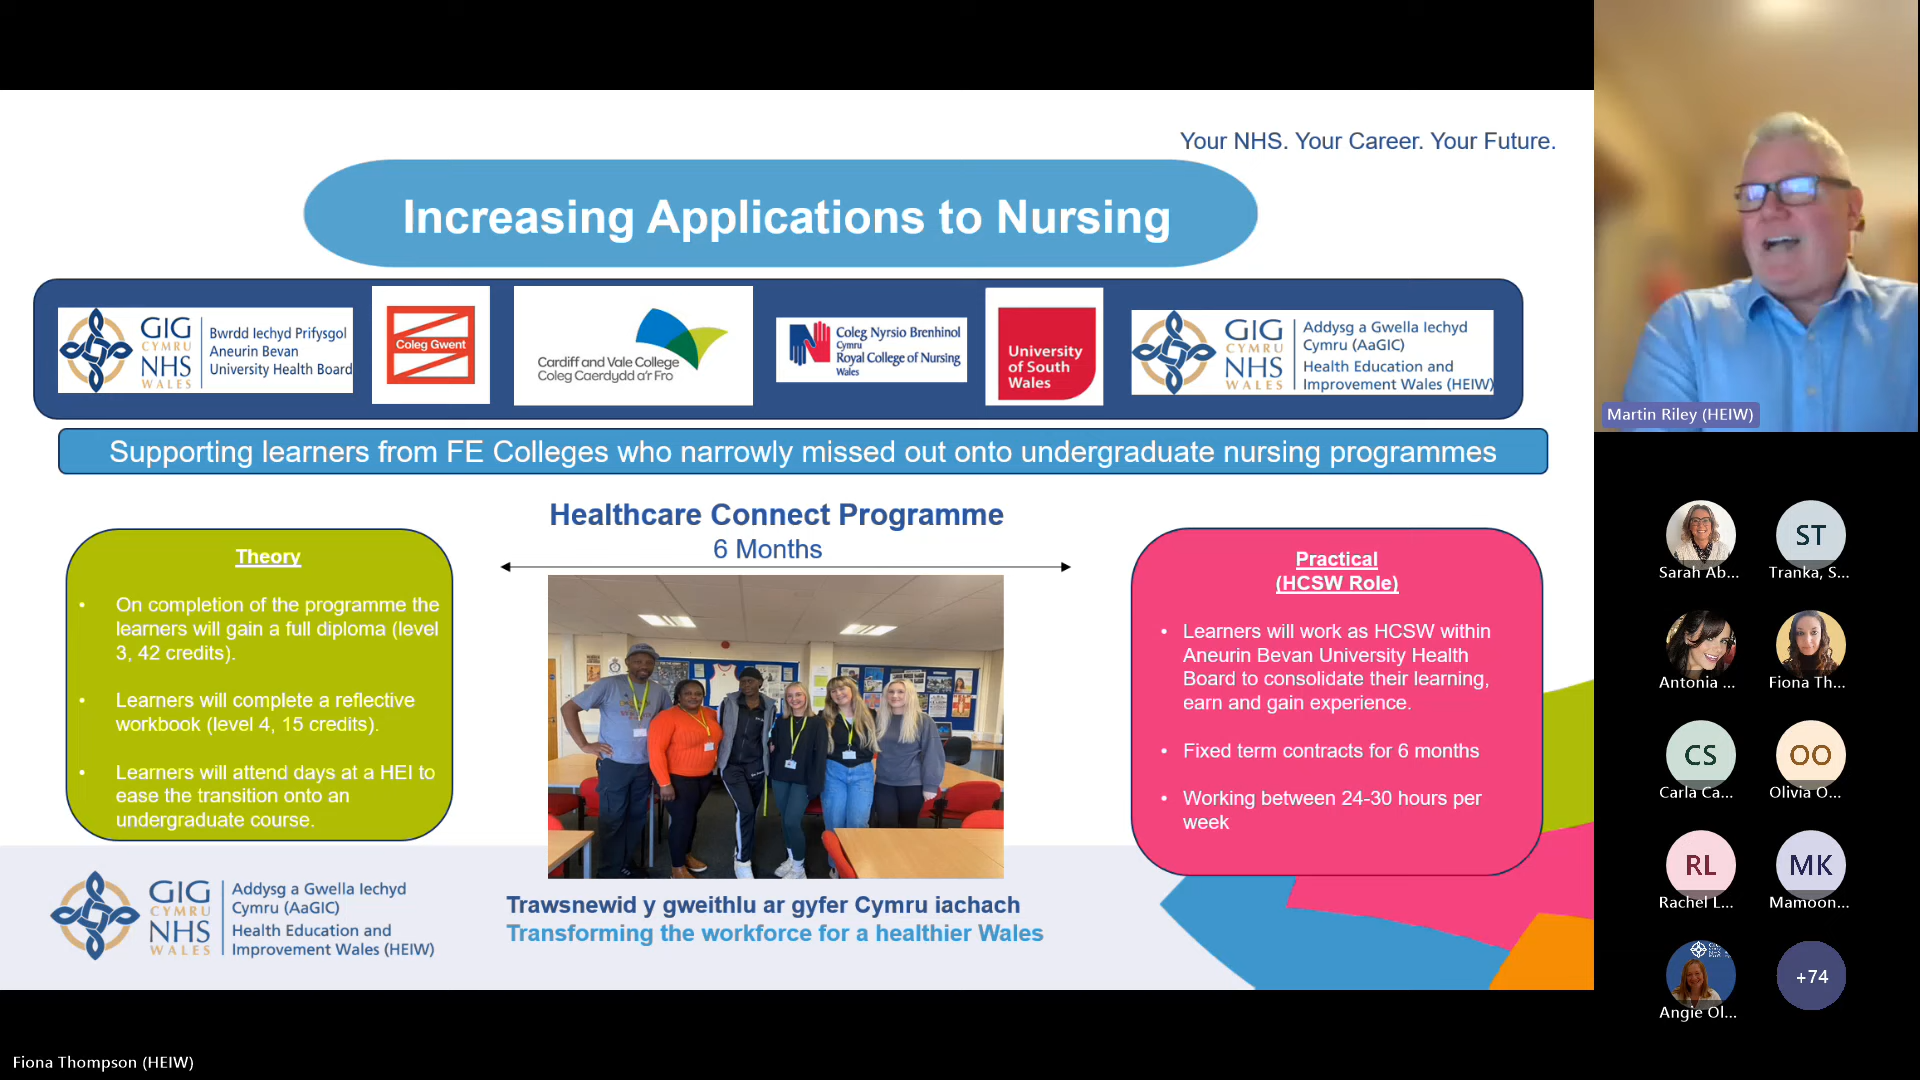 Your NHS. Your Career. Your Future.
Increasing Applications to Nursing
GIG
CYMRU
NHS
WALES
Bwrdd Iechyd Prifysgol
Aneurin Bevan
University Health Board
Coleg Gwent
Cardiff and Vale College
Coleg Caerdydd a'r Fro
Coleg Nyrsio Brenhinol
Cymru
Royal College of Nursing
Wales
University
of South
Wales
GIG
CYMRU
NHS
WALES
Addysg a Gwella Iechyd
Cymru (AaGIC)
Health Education and
Improvement Wales (HEIW)
Supporting learners from FE Colleges who narrowly missed out onto undergraduate nursing programmes
Healthcare Connect Programme
6 Months
Theory
• On completion of the programme the
learners will gain a full diploma (level
3, 42 credits).
• Learners will complete a reflective
workbook (level 4, 15 credits).
• Learners will attend days at a HEI to
ease the transition onto an
undergraduate course.
Practical
(HCSW Role)
• Learners will work as HCSW within
Aneurin Bevan University Health
Board to consolidate their learning,
earn and gain experience.
• Fixed term contracts for 6 months
• Working between 24-30 hours per
week
GIG
CYMRU
NHS
WALES
Addysg a Gwella Iechyd
Cymru (AaGIC)
Health Education and
Improvement Wales (HEIW)
Trawsnewid y gweithlu ar gyfer Cymru iachach
Transforming the workforce for a healthier Wales
Martin Riley (HEIW)
Sarah Ab...
ST
Tranka, S...
Antonia ...
Fiona Th...
CS
Carla Ca...
OO
Olivia O...
RL
Rachel L...
MK
Mamoon...
Angie Ol...
+74
Fiona Thompson (HEIW)